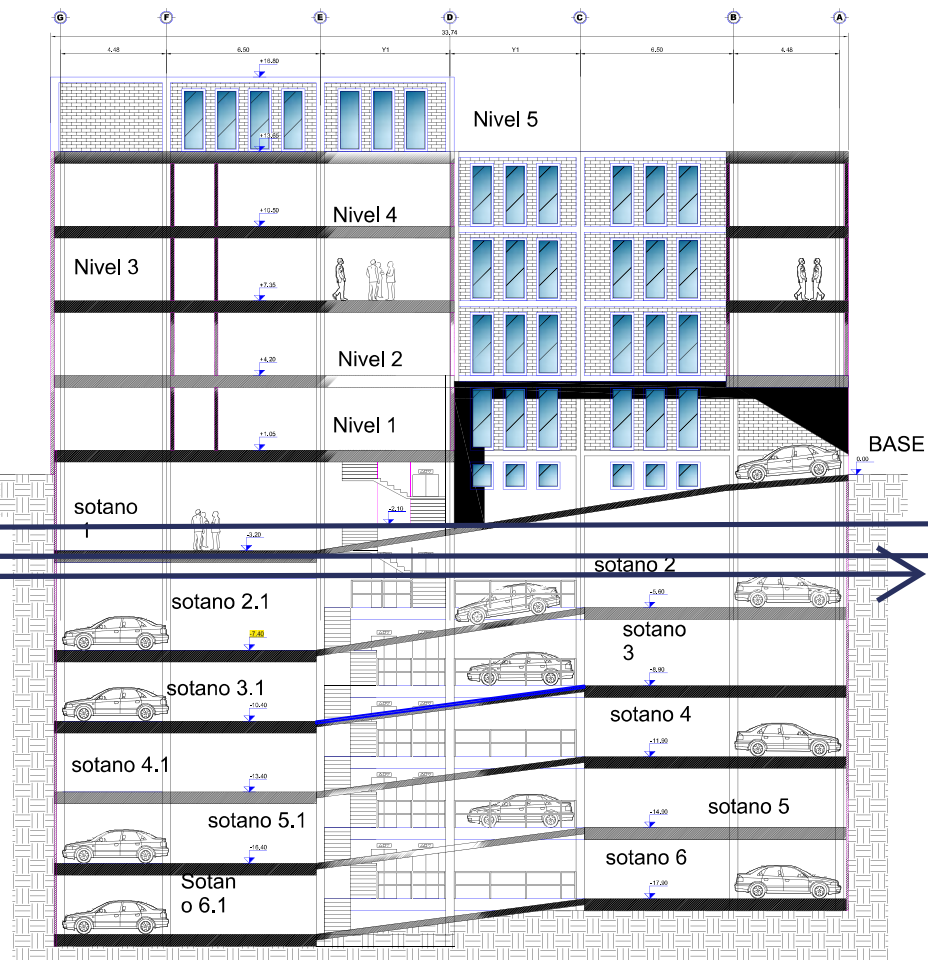 G F E D C B A
33,74
4,48 6,50 Y1 Y1 6,50 4,48
+16,80
Nivel 5
+13,65
+10,50
Nivel 4
Nivel 3
+7,35
+4,20
Nivel 2
+1,05
Nivel 1
BASE
0,00
sotano
1
-2,10
-3,20
sotano 2
-5,60
sotano 2.1
sotano
3
-7,40
-8,90
sotano 3.1
-10,40
sotano 4
-11,90
sotano 4.1
-13,40
sotano 5
-14,90
sotano 5.1
-16,40
sotano 6
-17,90
Sotan
o 6.1